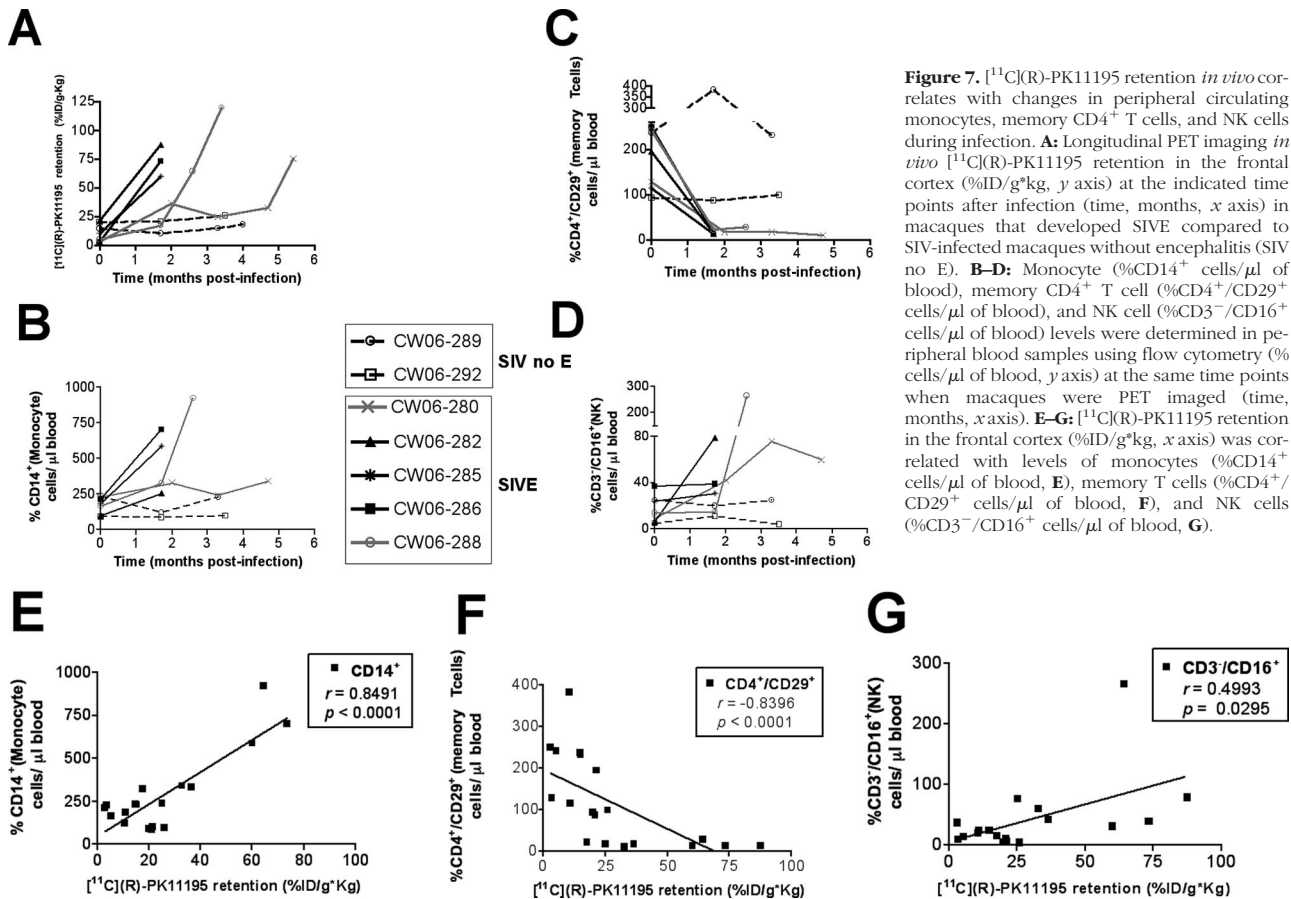 A
[11C](R)-PK11195 retention (%ID/g-Kg)
125
100
75
50
25
0
0 1 2 3 4 5 6
Time (months post-infection)
C
%CD4+/CD29+ (memory Tcells)
cells/ μl blood
400
350
300
250
200
100
0
0 1 2 3 4 5 6
Time (months post-infection)
Figure 7. [11C](R)-PK11195 retention in vivo cor-
relates with changes in peripheral circulating
monocytes, memory CD4+ T cells, and NK cells
during infection. A: Longitudinal PET imaging in
vivo [11C](R)-PK11195 retention in the frontal
cortex (%ID/g*kg, y axis) at the indicated time
points after infection (time, months, x axis) in
macaques that developed SIVE compared to
SIV-infected macaques without encephalitis (SIV
no E). B–D: Monocyte (%CD14+ cells/μl of
blood), memory CD4+ T cell (%CD4+/CD29+
cells/μl of blood), and NK cell (%CD3−/CD16+
cells/μl of blood) levels were determined in pe-
ripheral blood samples using flow cytometry (%
cells/μl of blood, y axis) at the same time points
when macaques were PET imaged (time,
months, x axis). E–G: [11C](R)-PK11195 retention
in the frontal cortex (%ID/g*kg, x axis) was cor-
related with levels of monocytes (%CD14+
cells/μl of blood, E), memory T cells (%CD4+/
CD29+ cells/μl of blood, F), and NK cells
(%CD3−/CD16+ cells/μl of blood, G).
B
% CD14+(Monocyte)
cells/ μl blood
1000
750
500
250
0
0 1 2 3 4 5 6
Time (months post-infection)
CW06-289
CW06-292
SIV no E
CW06-280
CW06-282
CW06-285
CW06-286
CW06-288
SIVE
D
%CD3-/CD16+(NK)
cells/ μl blood
300
200
80
40
0
0 1 2 3 4 5 6
Time (months post-infection)
E
% CD14+(Monocyte)
cells/ μl blood
1000
750
500
250
0
0 20 40 60 80 100
[11C](R)-PK11195 retention (%ID/g*Kg)
CD14+
r = 0.8491
p < 0.0001
F
%CD4+/CD29+ (memory Tcells)
cells/ μl blood
400
300
200
100
0
0 25 50 75 100
[11C](R)-PK11195 retention (%ID/g*Kg)
CD4+/CD29+
r = -0.8396
p < 0.0001
G
%CD3-/CD16+(NK)
cells/ μl blood
300
200
100
0
0 25 50 75 100
[11C](R)-PK11195 retention (%ID/g*Kg)
CD3-/CD16+
r = 0.4993
p = 0.0295